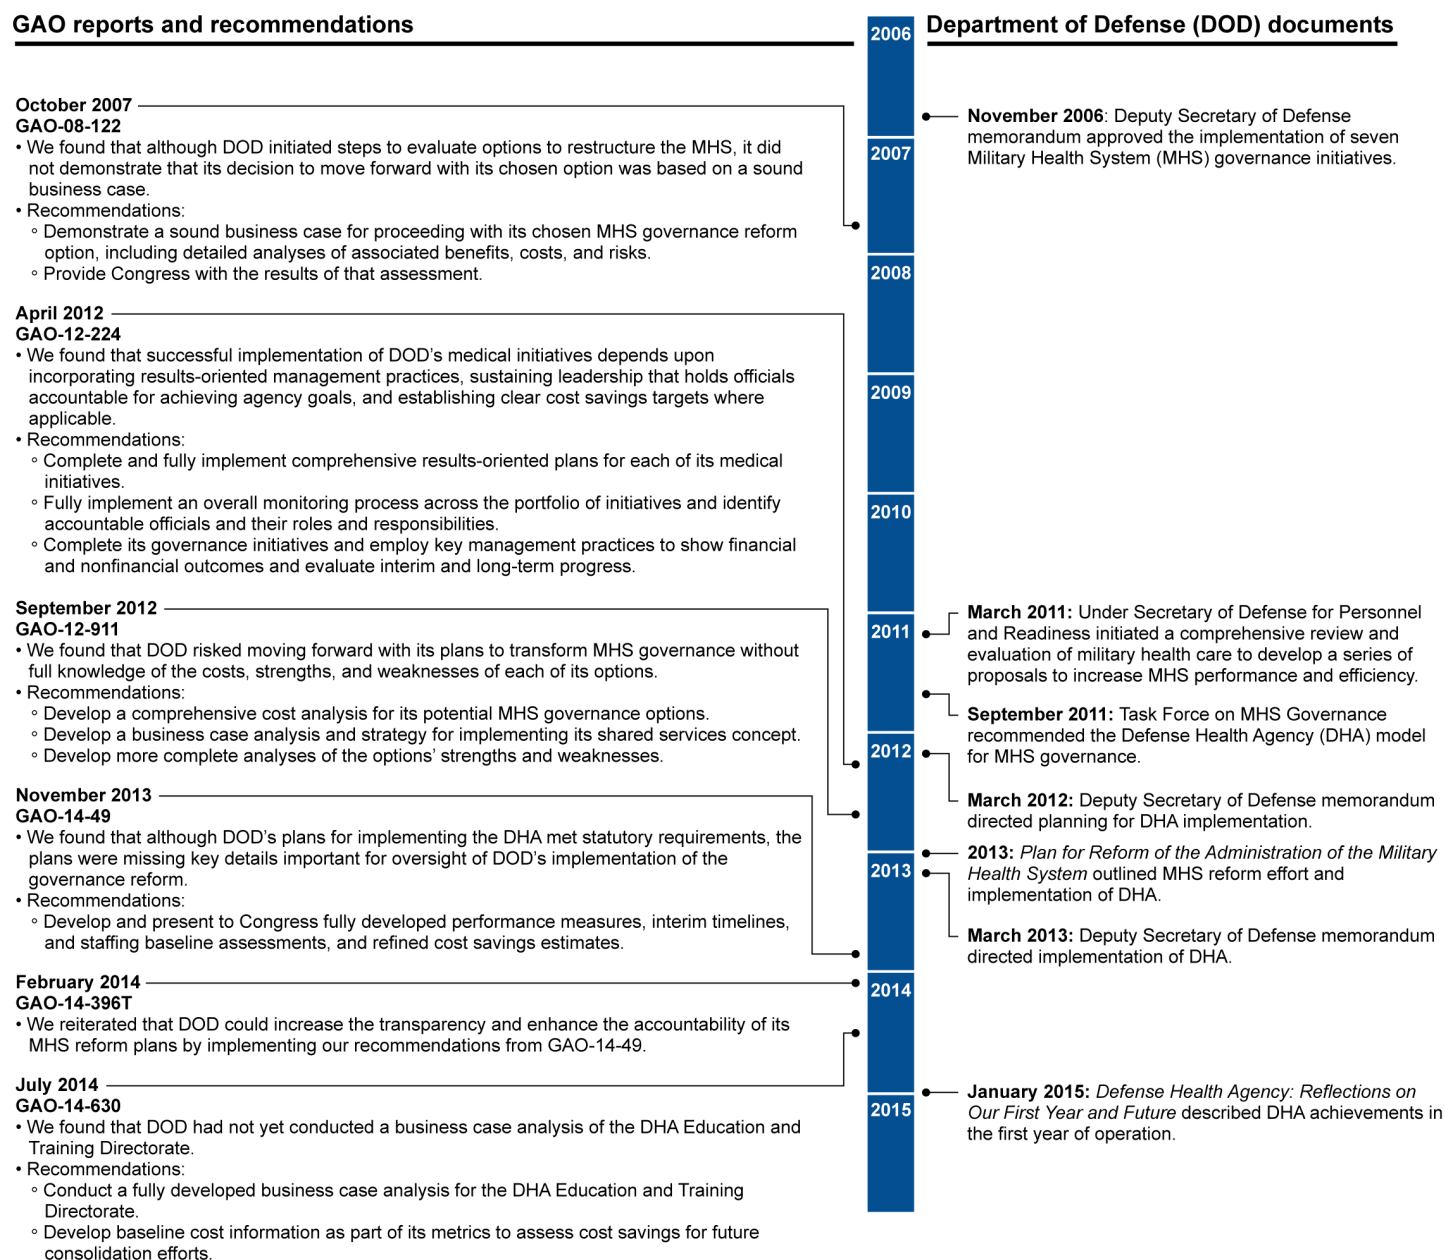 GAO reports and recommendations
October 2007
GAO-08-122
• We found that although DOD initiated steps to evaluate options to restructure the MHS, it did
not demonstrate that its decision to move forward with its chosen option was based on a sound
business case.
• Recommendations:
◦ Demonstrate a sound business case for proceeding with its chosen MHS governance reform
option, including detailed analyses of associated benefits, costs, and risks.
◦ Provide Congress with the results of that assessment.
April 2012
GAO-12-224
• We found that successful implementation of DOD’s medical initiatives depends upon
incorporating results-oriented management practices, sustaining leadership that holds officials
accountable for achieving agency goals, and establishing clear cost savings targets where
applicable.
• Recommendations:
◦ Complete and fully implement comprehensive results-oriented plans for each of its medical
initiatives.
◦ Fully implement an overall monitoring process across the portfolio of initiatives and identify
accountable officials and their roles and responsibilities.
◦ Complete its governance initiatives and employ key management practices to show financial
and nonfinancial outcomes and evaluate interim and long-term progress.
September 2012
GAO-12-911
• We found that DOD risked moving forward with its plans to transform MHS governance without
full knowledge of the costs, strengths, and weaknesses of each of its options.
• Recommendations:
◦ Develop a comprehensive cost analysis for its potential MHS governance options.
◦ Develop a business case analysis and strategy for implementing its shared services concept.
◦ Develop more complete analyses of the options’ strengths and weaknesses.
November 2013
GAO-14-49
• We found that although DOD’s plans for implementing the DHA met statutory requirements, the
plans were missing key details important for oversight of DOD’s implementation of the
governance reform.
• Recommendations:
◦ Develop and present to Congress fully developed performance measures, interim timelines,
and staffing baseline assessments, and refined cost savings estimates.
February 2014
GAO-14-396T
• We reiterated that DOD could increase the transparency and enhance the accountability of its
MHS reform plans by implementing our recommendations from GAO-14-49.
July 2014
GAO-14-630
• We found that DOD had not yet conducted a business case analysis of the DHA Education and
Training Directorate.
• Recommendations:
◦ Conduct a fully developed business case analysis for the DHA Education and Training
Directorate.
◦ Develop baseline cost information as part of its metrics to assess cost savings for future
consolidation efforts.
2006
2007
2008
2009
2010
2011
2012
2013
2014
2015
Department of Defense (DOD) documents
November 2006: Deputy Secretary of Defense
memorandum approved the implementation of seven
Military Health System (MHS) governance initiatives.
March 2011: Under Secretary of Defense for Personnel
and Readiness initiated a comprehensive review and
evaluation of military health care to develop a series of
proposals to increase MHS performance and efficiency.
September 2011: Task Force on MHS Governance
recommended the Defense Health Agency (DHA) model
for MHS governance.
March 2012: Deputy Secretary of Defense memorandum
directed planning for DHA implementation.
2013: Plan for Reform of the Administration of the Military
Health System outlined MHS reform effort and
implementation of DHA.
March 2013: Deputy Secretary of Defense memorandum
directed implementation of DHA.
January 2015: Defense Health Agency: Reflections on
Our First Year and Future described DHA achievements in
the first year of operation.